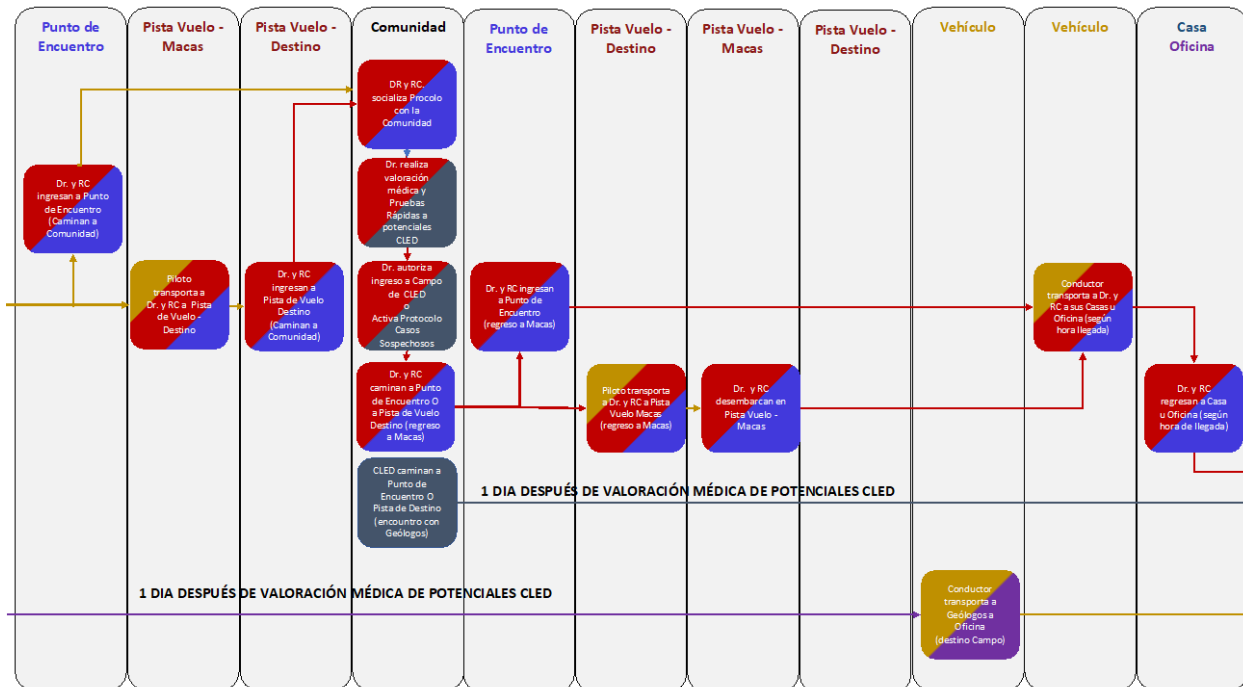 Punto de
Encuentro
Pista Vuelo -
Macas
Pista Vuelo -
Destino
Comunidad
Punto de
Encuentro
Pista Vuelo -
Destino
Pista Vuelo -
Macas
Pista Vuelo -
Destino
Vehículo
Vehículo
Casa
Oficina
DR y RC.
socializa Procolo
con la
Comunidad
Dr. y RC
ingresan a Punto
de Encuentro
(Caminan a
Comunidad)
Dr. realiza
valoración
médica y
Pruebas
Rápidas a
potenciales
CLED
Piloto
transporta a
Dr. y RC a Pista
de Vuelo -
Destino
Dr. y RC
ingresan a
Pista de Vuelo
Destino
(Caminan a
Comunidad)
Dr. autoriza
ingreso a Campo
de CLED
o
Activa Protocolo
Casos
Sospechosos
Dr. y RC ingresan
a Punto de
Encuentro
(regreso a Macas)
Conductor
transporta a Dr. y
RC a sus Casas u
Oficina (según
hora llegada)
Dr. y RC
caminan a Punto
de Encuentro O
a Pista de Vuelo
Destino (regreso
a Macas)
Piloto transporta
a Dr. y RC a Pista
Vuelo Macas
(regreso a Macas)
Dr. y RC
desembarcan en
Pista Vuelo -
Macas
Dr. y RC
regresan a Casa
u Oficina (según
hora de llegada)
CLED caminan a
Punto de
Encuentro O
Pista de Destino
(encountro con
Geólogos)
1 DIA DESPUÉS DE VALORACIÓN MÉDICA DE POTENCIALES CLED
1 DIA DESPUÉS DE VALORACIÓN MÉDICA DE POTENCIALES CLED
Conductor
transporta a
Geólogos a
Oficina
(destino Campo)